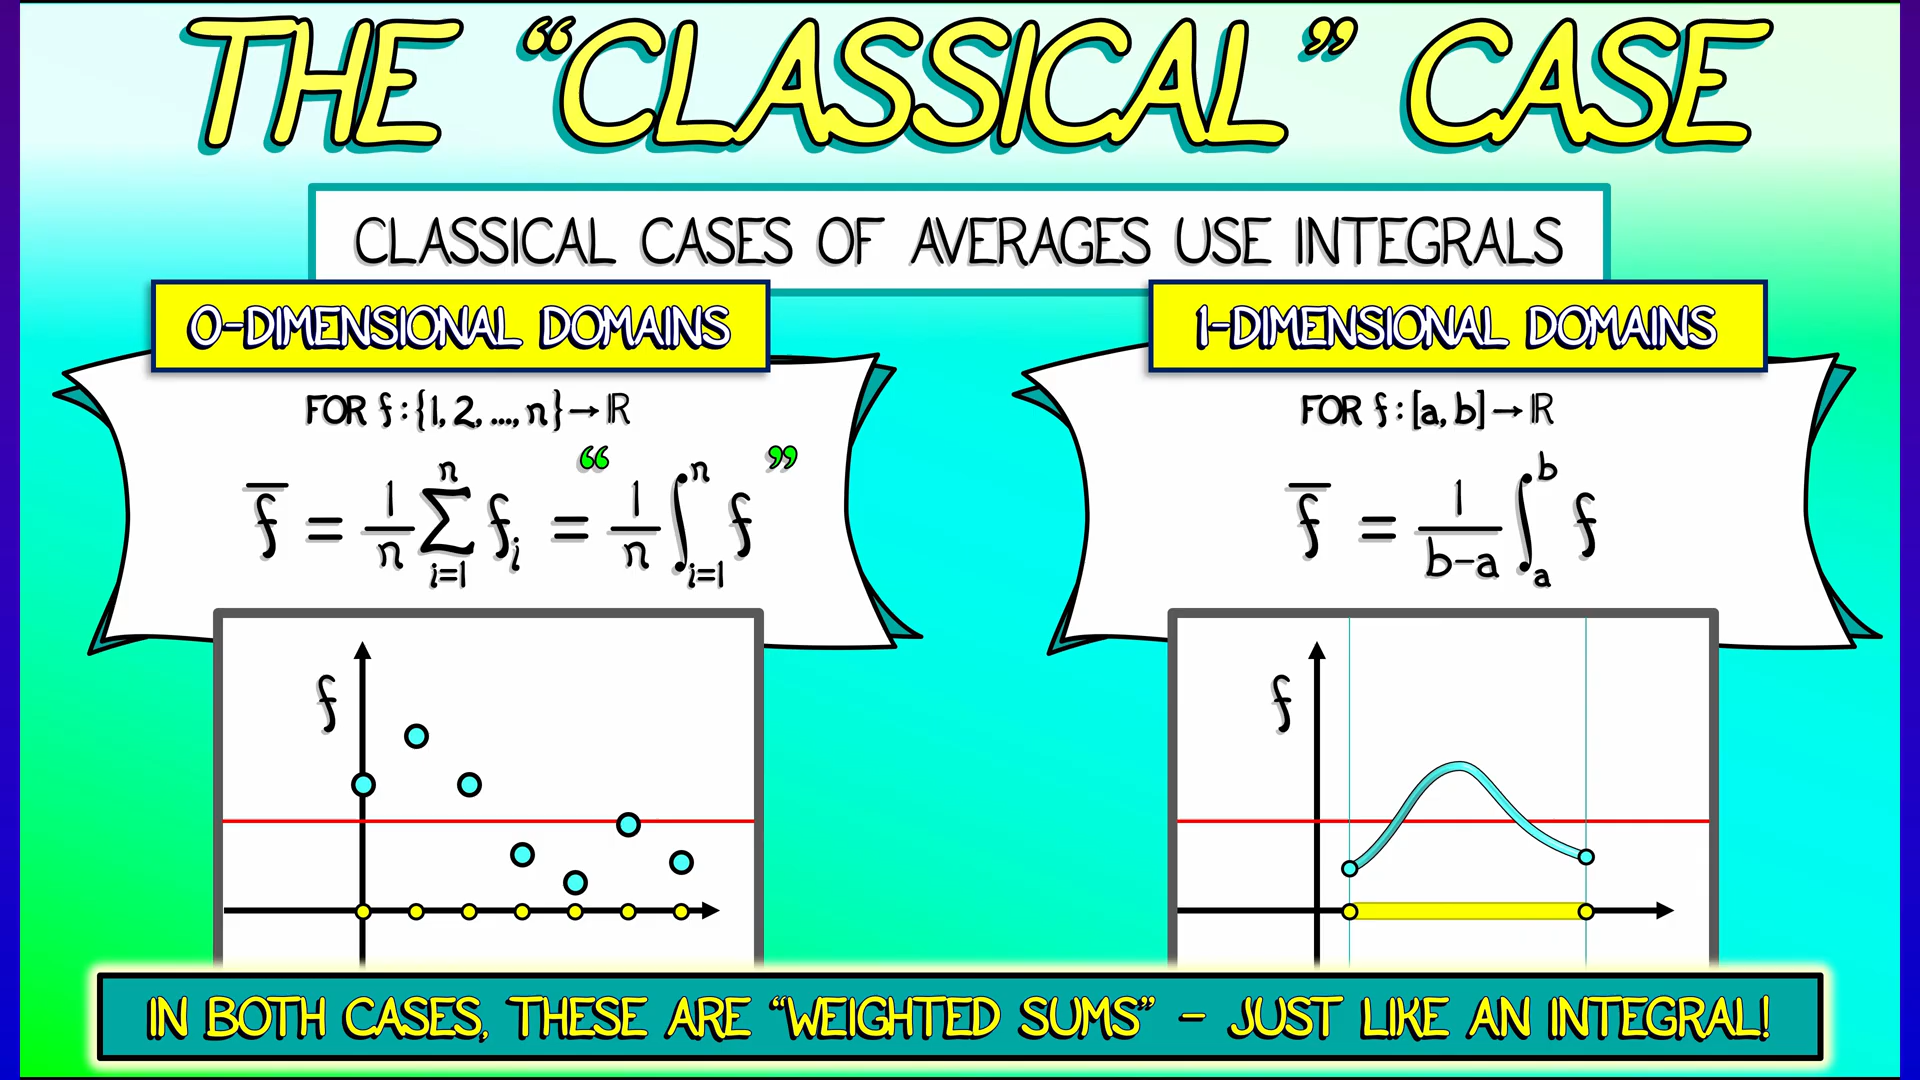 THE “CLASSICAL” CASE
CLASSICAL CASES OF AVERAGES USE INTEGRALS
0-DIMENSIONAL DOMAINS
FOR f : {1, 2, ..., n} → ℝ
f̅ = 1/n ∑_{i=1}^{n} f_i “=” 1/n ∫_{i=1}^{n} f
f
1-DIMENSIONAL DOMAINS
FOR f : [a, b] → ℝ
f̅ = 1/(b-a) ∫_a^b f
f
IN BOTH CASES, THESE ARE “WEIGHTED SUMS” – JUST LIKE AN INTEGRAL!